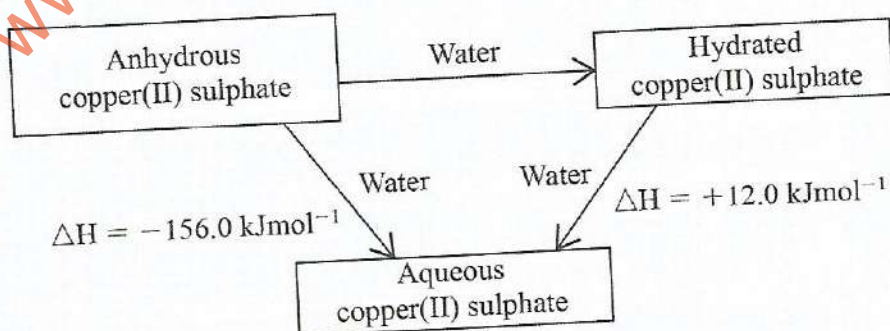 Anhydrous
copper(II) sulphate
Water
Hydrated
copper(II) sulphate
Water
Water
ΔH = −156.0 kJmol⁻¹
ΔH = +12.0 kJmol⁻¹
Aqueous
copper(II) sulphate